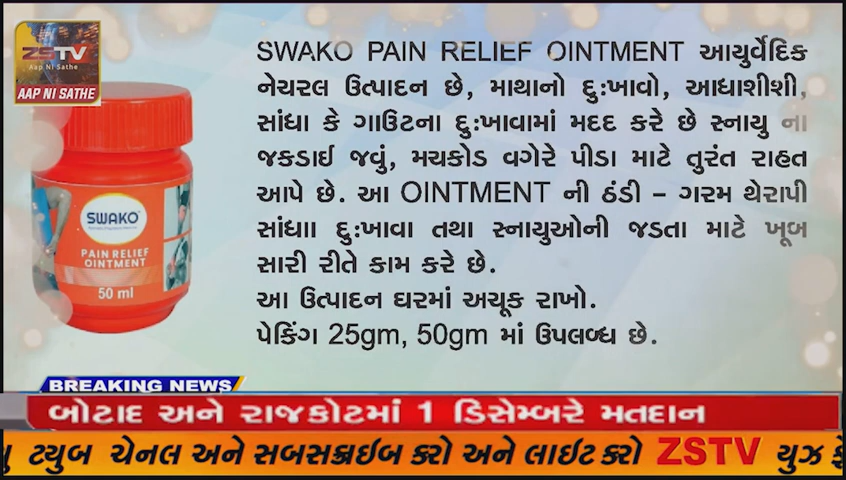 ZSTV
Aap Ni Sathe
AAP NI SATHE
SWAKO PAIN RELIEF OINTMENT આયુર્વેદિક
નેચરલ ઉત્પાદન છે, માથાનો દુઃખાવો, આધાશીશી,
સાંધા કે ગાઉટના દુઃખાવામાં મદદ કરે છે સ્નાયુ ના
જકડાઈ જવું, મચકોડ વગેરે પીડા માટે તુરંત રાહત
આપે છે. આ OINTMENT ની ઠંડી – ગરમ થેરાપી
સાંધાા દુઃખાવા તથા સ્નાયુઓની જડતા માટે ખૂબ
સારી રીતે કામ કરે છે.
આ ઉત્પાદન ઘરમાં અચૂક રાખો.
પેકિંગ 25gm, 50gm માં ઉપલબ્ધ છે.
SWAKO
PAIN RELIEF
OINTMENT
50 ml
BREAKING NEWS
બોટાદ અને રાજકોટમાં 1 ડિસેમ્બરે મતદાન
યુ ટ્યુબ ચેનલ અને સબસક્રાઇબ કરો અને લાઇટ કરો ZSTV યુઝ